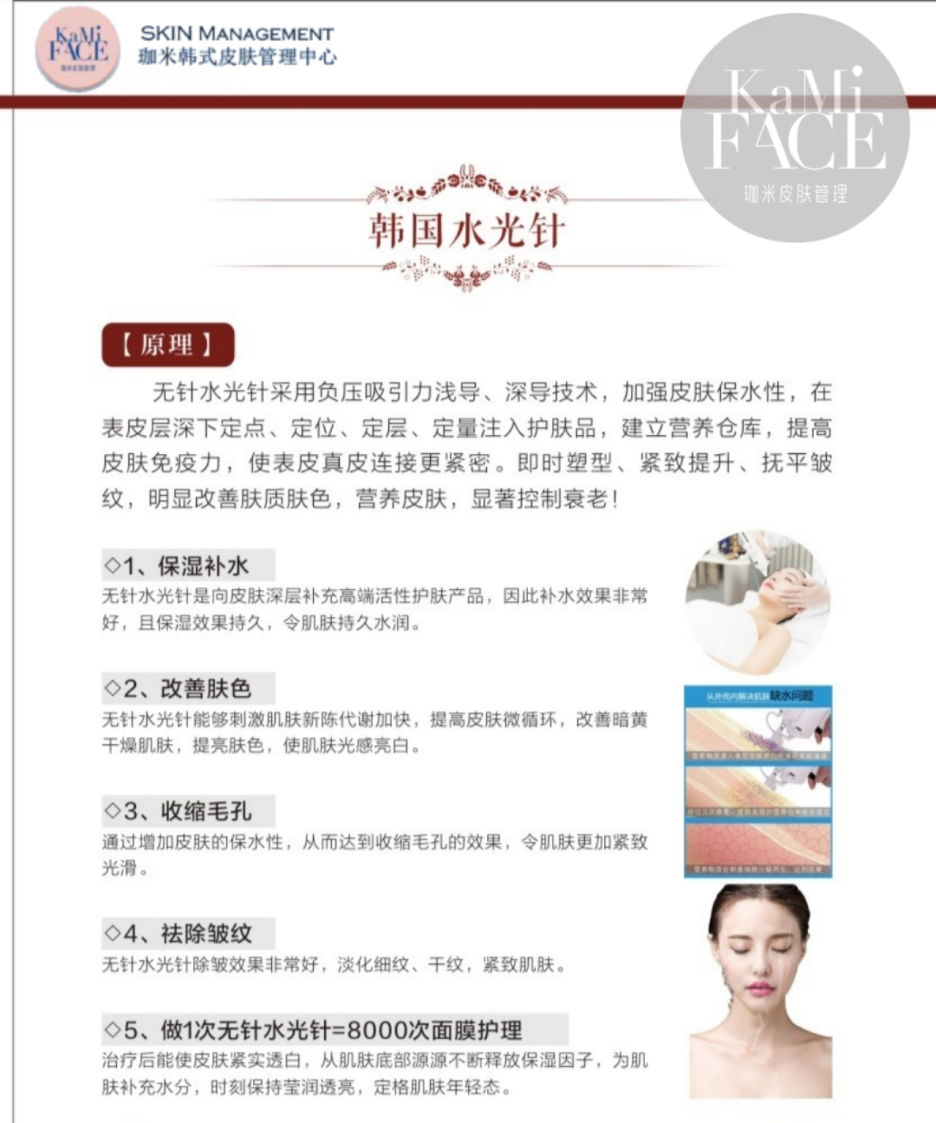 KaMi
FACE
SKIN MANAGEMENT
珈米韩式皮肤管理中心
KaMi
FACE
珈米皮肤管理
韩国水光针
【原理】
无针水光针采用负压吸引力浅导、深导技术，加强皮肤保水性，在
表皮层深下定点、定位、定层、定量注入护肤品，建立营养仓库，提高
皮肤免疫力，使表皮真皮连接更紧密。即时塑型、紧致提升、抚平皱
纹，明显改善肤质肤色，营养皮肤，显著控制衰老！
◇1、保湿补水
无针水光针是向皮肤深层补充高端活性护肤产品，因此补水效果非常
好，且保湿效果持久，令肌肤持久水润。
◇2、改善肤色
无针水光针能够刺激肌肤新陈代谢加快，提高皮肤微循环，改善暗黄
干燥肌肤，提亮肤色，使肌肤光感亮白。
从外而内解决肌肤缺水问题
◇3、收缩毛孔
通过增加皮肤的保水性，从而达到收缩毛孔的效果，令肌肤更加紧致
光滑。
◇4、祛除皱纹
无针水光针除皱效果非常好，淡化细纹、干纹，紧致肌肤。
◇5、做1次无针水光针=8000次面膜护理
治疗后能使皮肤紧实透白，从肌肤底部源源不断释放保湿因子，为肌
肤补充水分，时刻保持莹润透亮，定格肌肤年轻态。